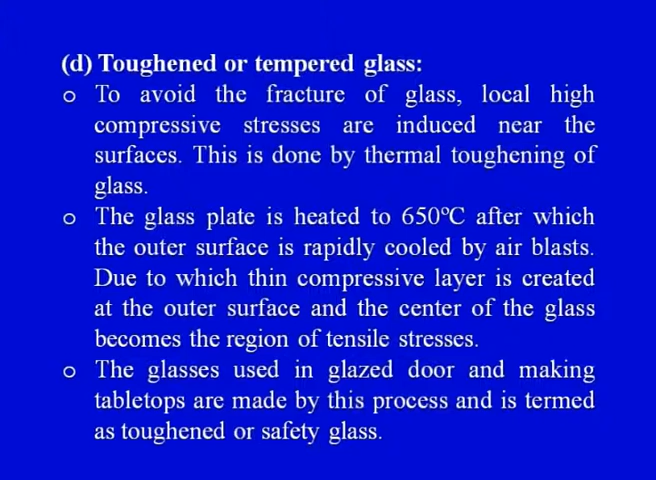 (d) Toughened or tempered glass:
o To avoid the fracture of glass, local high
compressive stresses are induced near the
surfaces. This is done by thermal toughening of
glass.
o The glass plate is heated to 650ºC after which
the outer surface is rapidly cooled by air blasts.
Due to which thin compressive layer is created
at the outer surface and the center of the glass
becomes the region of tensile stresses.
o The glasses used in glazed door and making
tabletops are made by this process and is termed
as toughened or safety glass.